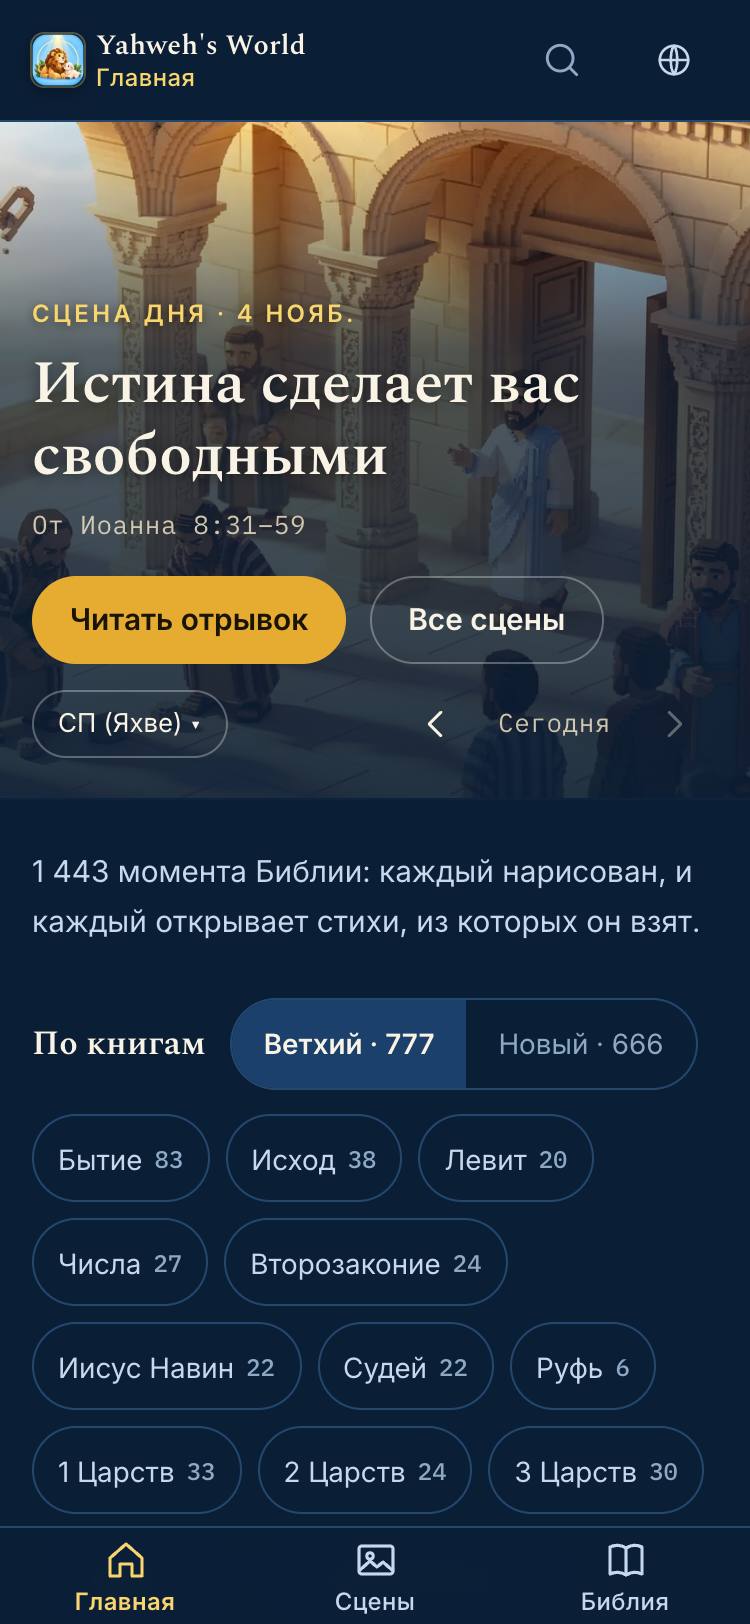 Yahweh's World
Главная
СЦЕНА ДНЯ · 4 НОЯБ.
Истина сделает вас
свободными
От Иоанна 8:31–59
Читать отрывок
Все сцены
СП (Яхве) ▾
Сегодня
1 443 момента Библии: каждый нарисован, и
каждый открывает стихи, из которых он взят.
По книгам
Ветхий · 777
Новый · 666
Бытие 83
Исход 38
Левит 20
Числа 27
Второзаконие 24
Иисус Навин 22
Судей 22
Руфь 6
1 Царств 33
2 Царств 24
3 Царств 30
Главная
Сцены
Библия